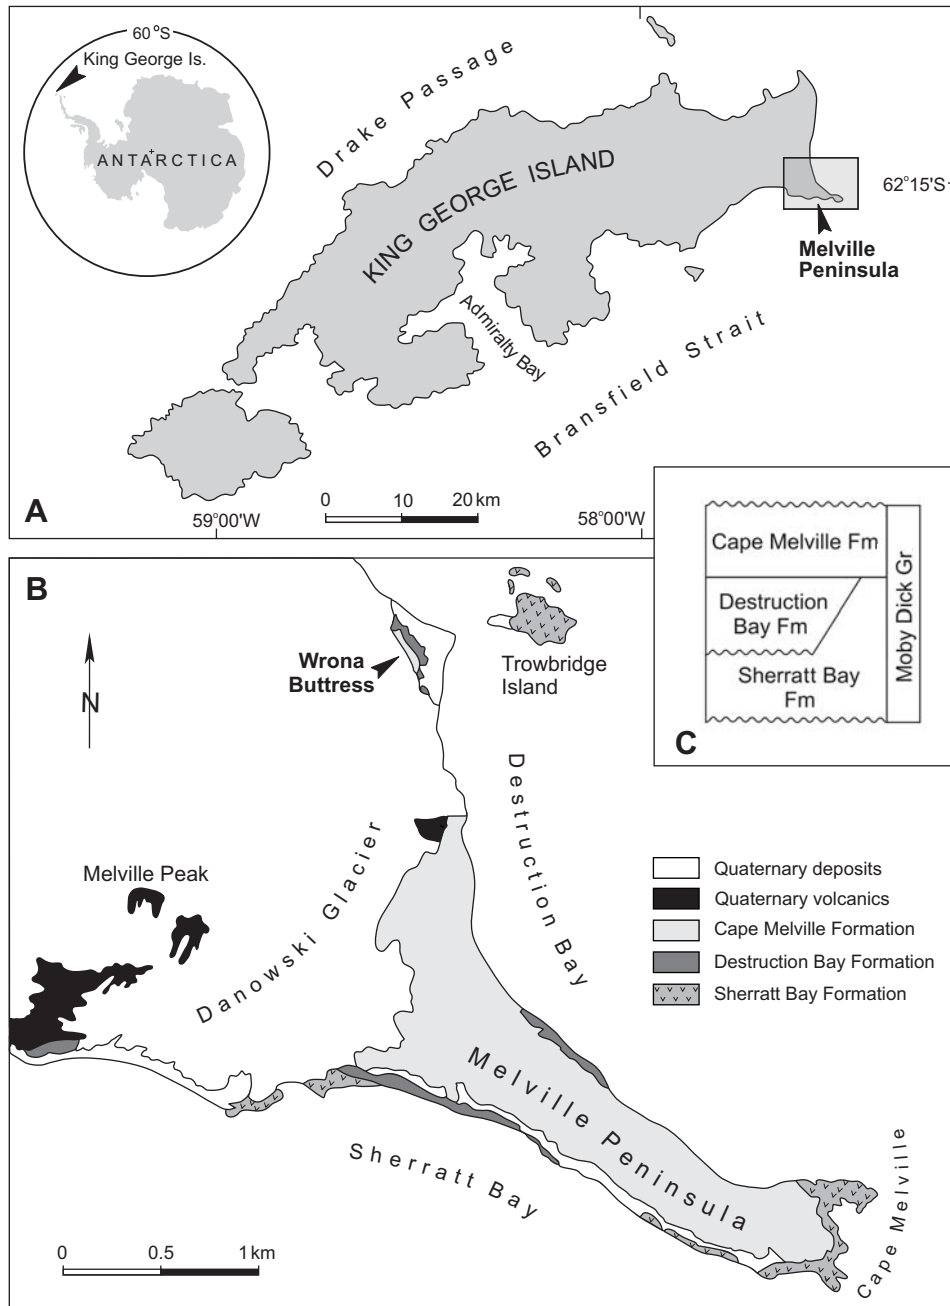 60°S
King George Is.
ANTARCTICA
Drake Passage
KING GEORGE ISLAND
62°15'S
Melville
Peninsula
Admiralty Bay
Bransfield Strait
A
0 10 20 km
59°00'W
58°00'W
C
Cape Melville Fm
Destruction
Bay Fm
Sherratt Bay
Fm
Moby Dick Gr
B
N
Wrona
Buttress
Trowbridge
Island
Destruction Bay
Melville Peak
Danowski Glacier
Quaternary deposits
Quaternary volcanics
Cape Melville Formation
Destruction Bay Formation
Sherratt Bay Formation
Melville Peninsula
Sherratt Bay
Cape Melville
0 0.5 1 km